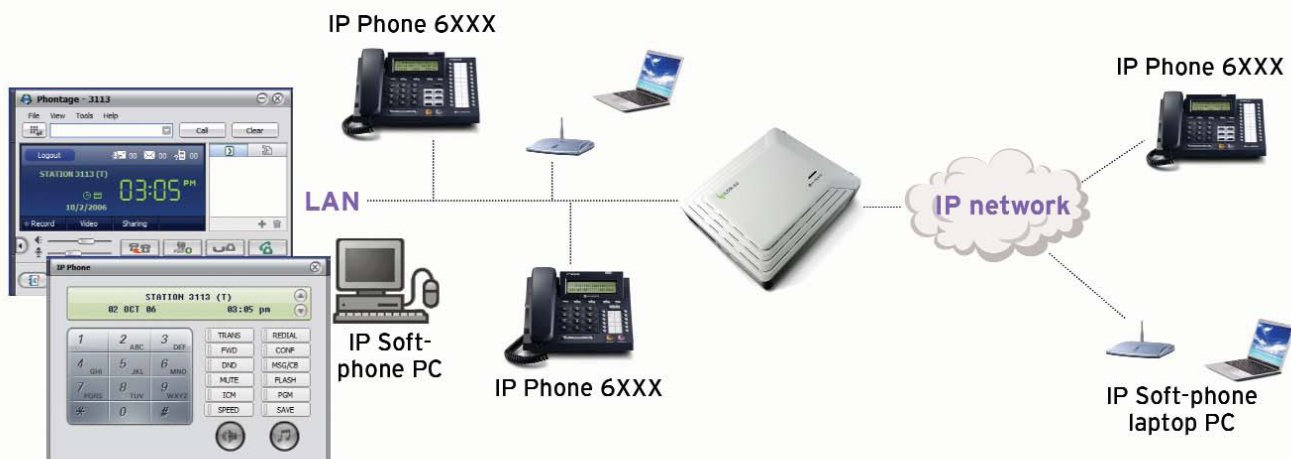 IP Phone 6XXX
IP Phone 6XXX
Phontage - 3113
File View Tools Help
Call Clear
Logout 00 00 00
STATION 3113 (T)
03:05 PM
10/2/2006
Record Video Sharing
LAN
IP network
IP Phone
STATION 3113 (T)
02 OCT 06 03:05 pm
1 2 ABC 3 DEF
4 GHI 5 JKL 6 MNO
7 PQRS 8 TUV 9 WXYZ
* 0 #
TRANS REDIAL
FWD CONF
DND MSG/CB
MUTE FLASH
ICM PGM
SPEED SAVE
IP Soft-
phone PC
IP Phone 6XXX
IP Soft-phone
laptop PC